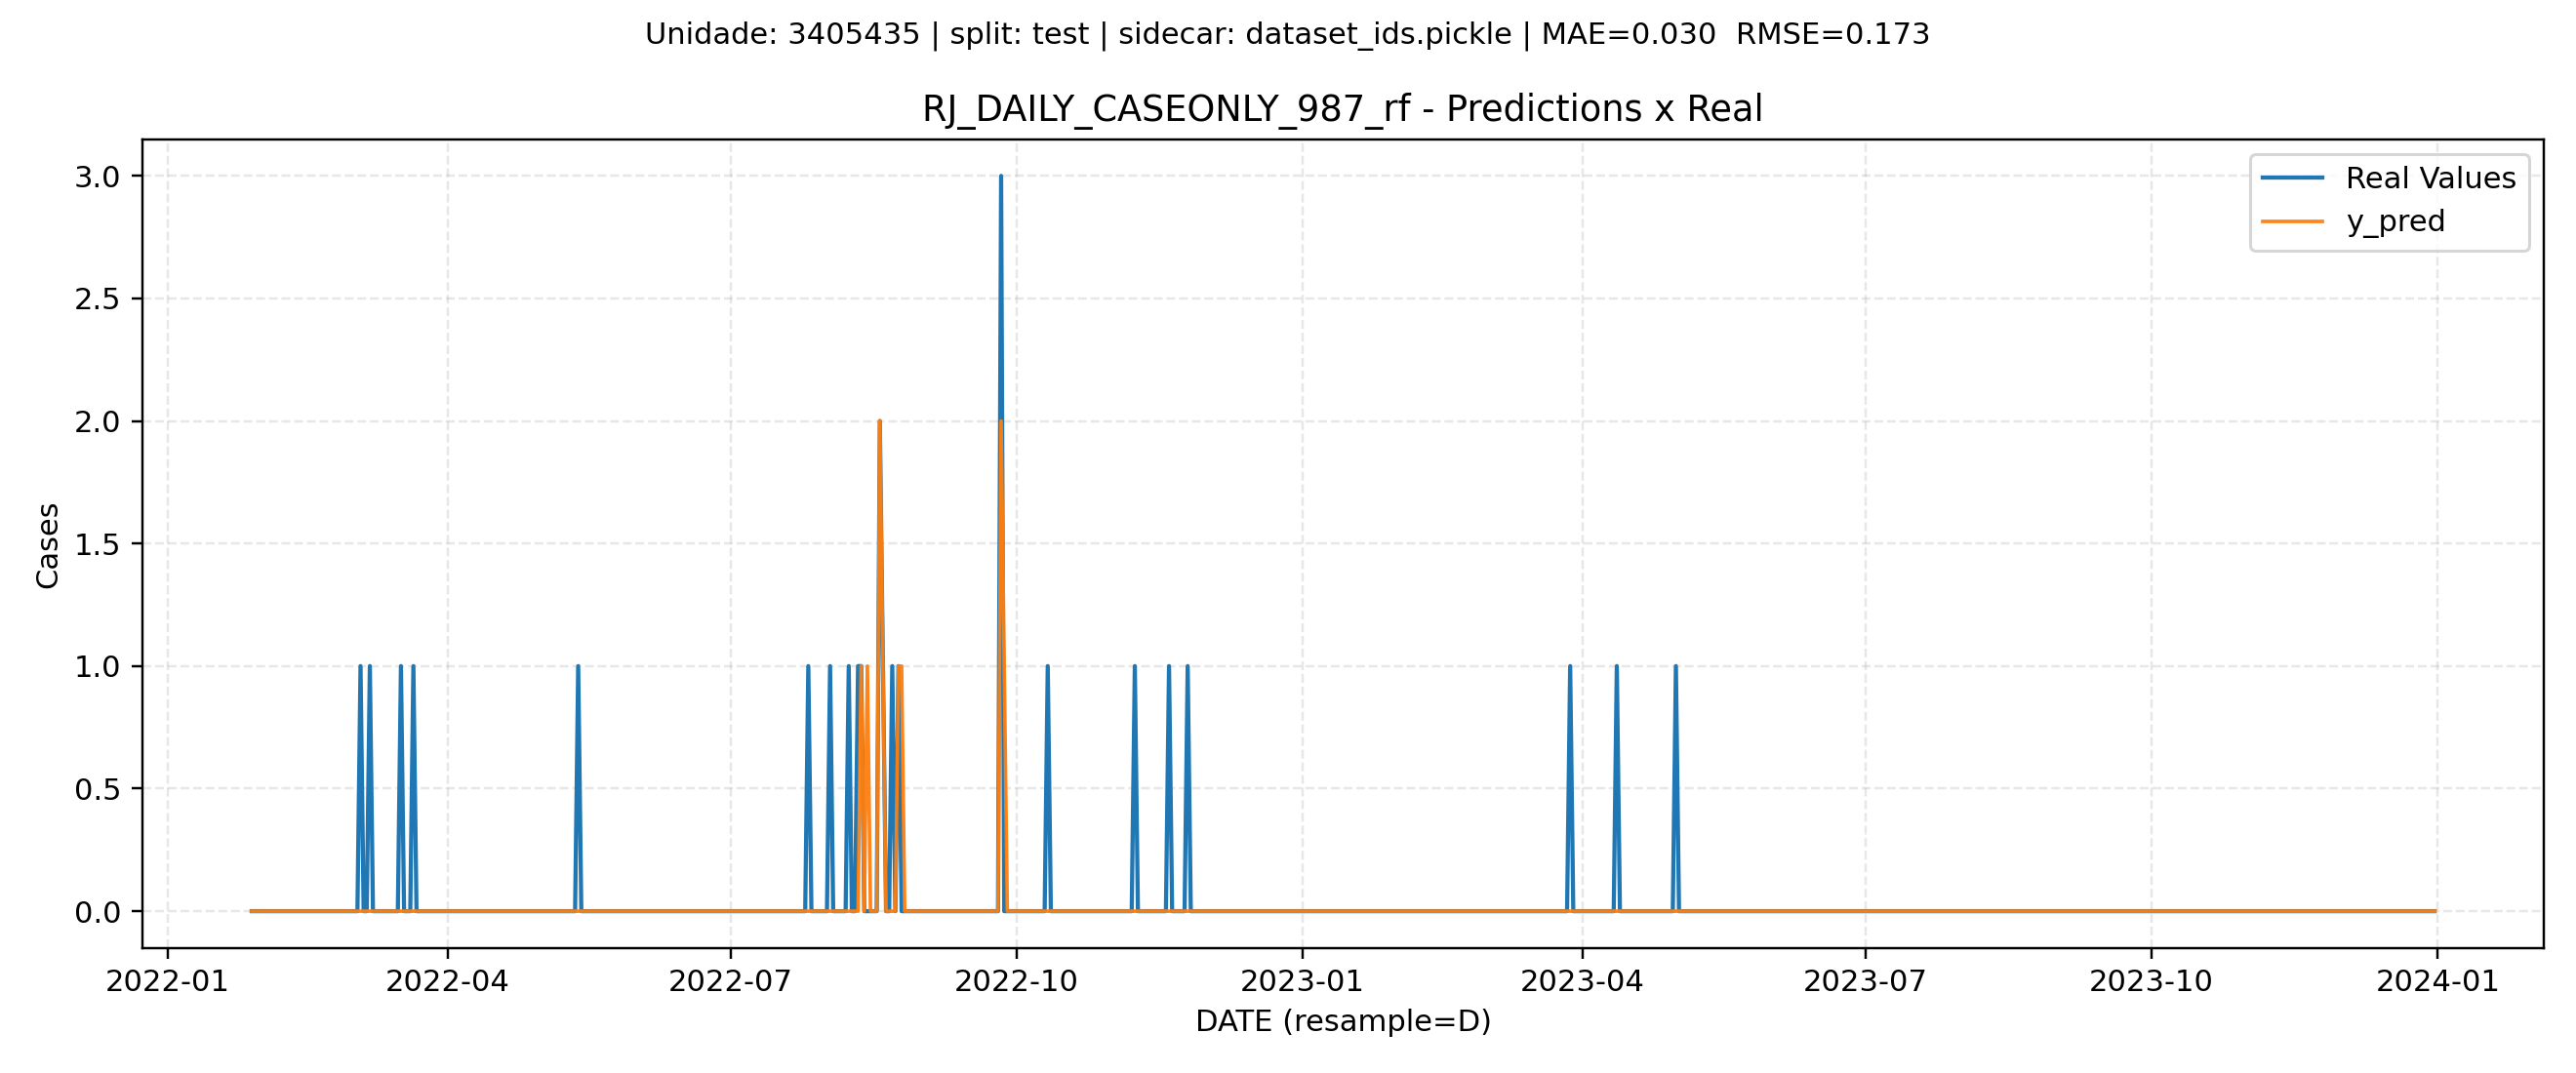 Unidade: 3405435 | split: test | sidecar: dataset_ids.pickle | MAE=0.030  RMSE=0.173
RJ_DAILY_CASEONLY_987_rf - Predictions x Real
Real Values
y_pred
Cases
3.0
2.5
2.0
1.5
1.0
0.5
0.0
2022-01
2022-04
2022-07
2022-10
2023-01
2023-04
2023-07
2023-10
2024-01
DATE (resample=D)